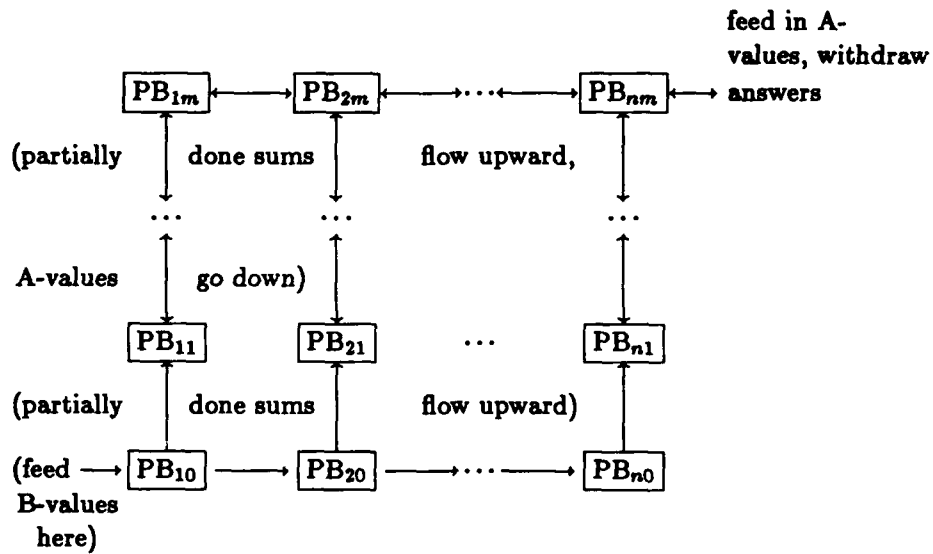 feed in A-
values, withdraw
answers
PB₁ₘ PB₂ₘ ··· PBₙₘ
(partially done sums flow upward,
··· ··· ···
A-values go down)
PB₁₁ PB₂₁ ··· PBₙ₁
(partially done sums flow upward)
(feed PB₁₀ PB₂₀ ··· PBₙ₀
B-values
here)